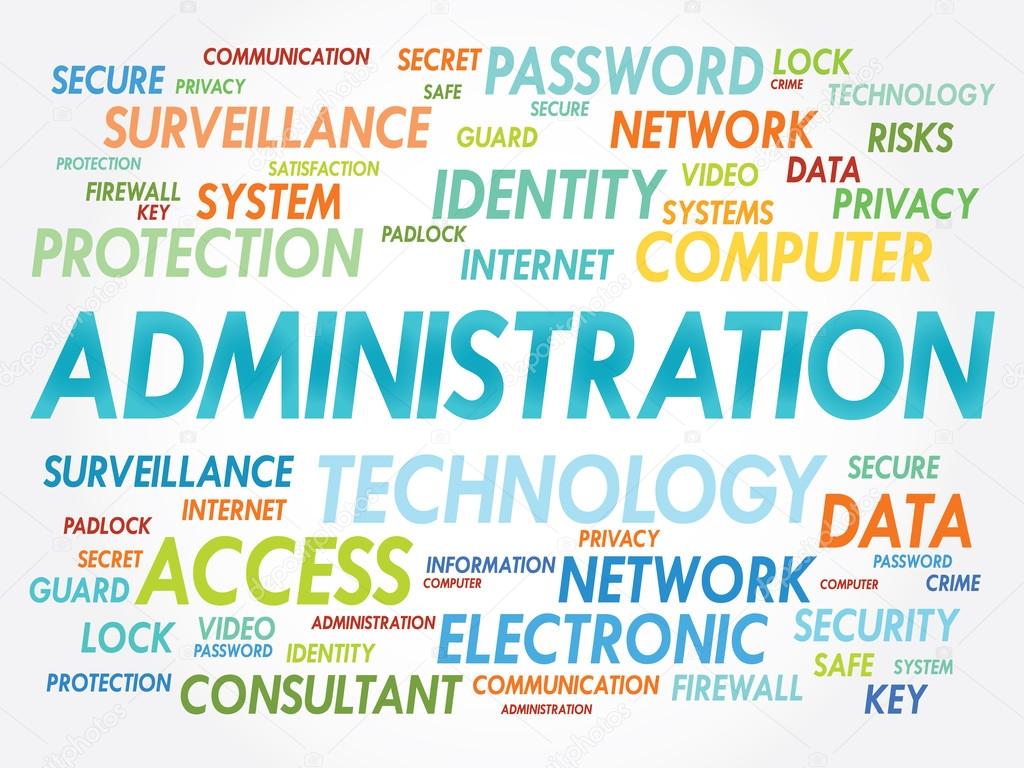 COMMUNICATION SECRET PASSWORD LOCK
SECURE PRIVACY SAFE CRIME TECHNOLOGY
SECURE
SURVEILLANCE GUARD NETWORK RISKS
PROTECTION SATISFACTION VIDEO DATA
FIREWALL SYSTEM IDENTITY SYSTEMS PRIVACY
KEY
PROTECTION PADLOCK INTERNET COMPUTER
ADMINISTRATION
SURVEILLANCE TECHNOLOGY SECURE
INTERNET DATA
PADLOCK PRIVACY
SECRET ACCESS INFORMATION NETWORK PASSWORD
GUARD COMPUTER COMPUTER CRIME
LOCK VIDEO ADMINISTRATION ELECTRONIC SECURITY
PASSWORD IDENTITY SAFE SYSTEM
PROTECTION CONSULTANT COMMUNICATION FIREWALL KEY
ADMINISTRATION
depositphotos